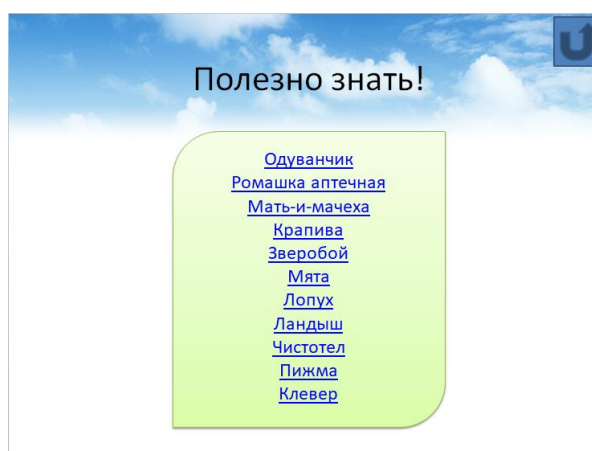 Полезно знать!
Одуванчик
Ромашка аптечная
Мать-и-мачеха
Крапива
Зверобой
Мята
Лопух
Ландыш
Чистотел
Пижма
Клевер